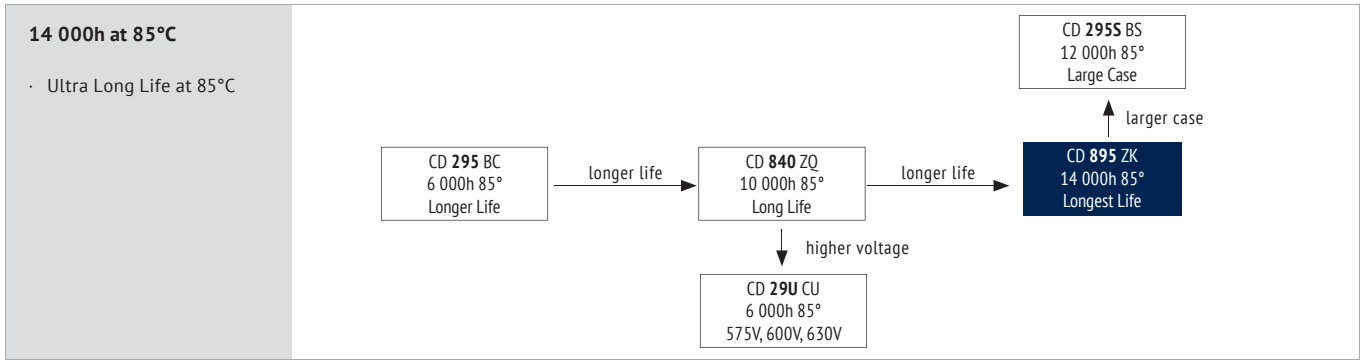 14 000h at 85°C
· Ultra Long Life at 85°C
CD 295S BS
12 000h 85°
Large Case
larger case
CD 295 BC
6 000h 85°
Longer Life
longer life
CD 840 ZQ
10 000h 85°
Long Life
longer life
CD 895 ZK
14 000h 85°
Longest Life
higher voltage
CD 29U CU
6 000h 85°
575V, 600V, 630V